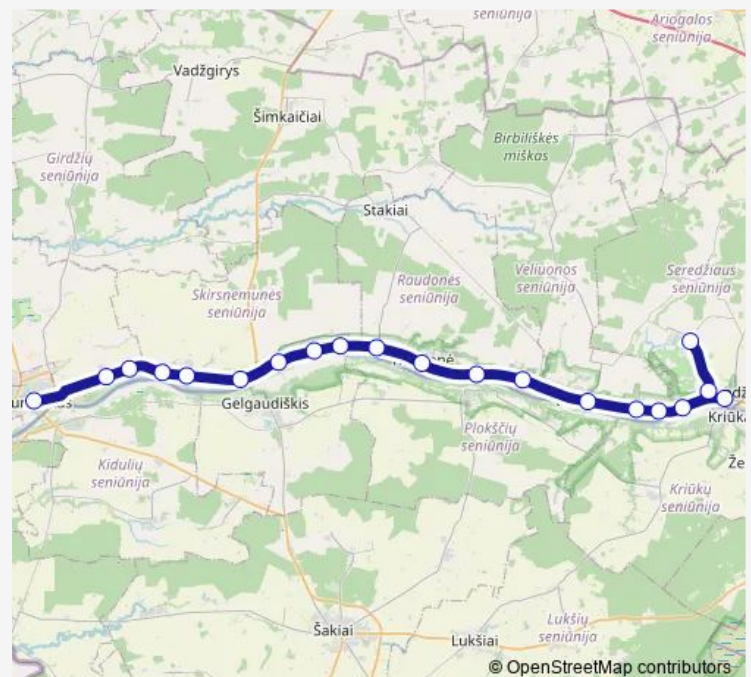 seniūnija
Ariogalos
seniūnija
Vadžgirys
Šimkaičiai
Birbiliškės
miškas
Girdžių
seniūnija
Stakiai
Raudonės
seniūnija
Veliuonos
seniūnija
Seredžiaus
seniūnija
Skirsnemunės
seniūnija
Gelgaudiškis
Kriūka
Plokščių
seniūnija
Kidulių
seniūnija
Kriūkų
seniūnija
Že
Šakiai
Lukšiai
Lukšių
seniūnija
© OpenStreetMap contributors